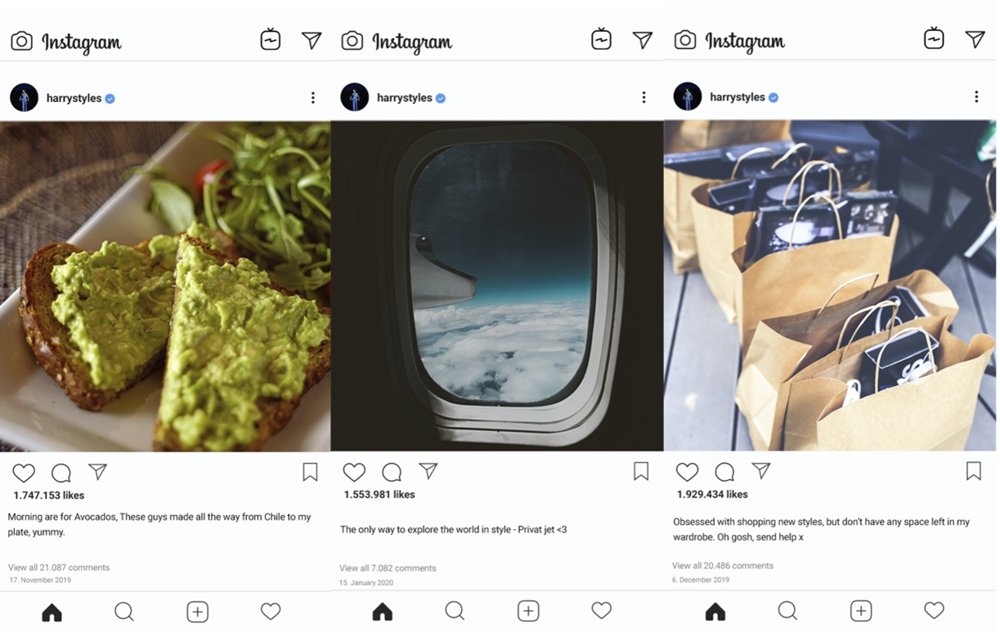 Instagram
harrystyles
1.747.153 likes
Morning are for Avocados, These guys made all the way from Chile to my
plate, yummy.
View all 21.087 comments
17. November 2019
Instagram
harrystyles
1.553.981 likes
The only way to explore the world in style - Privat jet <3
View all 7.082 comments
15. January 2020
Instagram
harrystyles
1.929.434 likes
Obsessed with shopping new styles, but don't have any space left in my
wardrobe. Oh gosh, send help x
View all 20.486 comments
6. December 2019